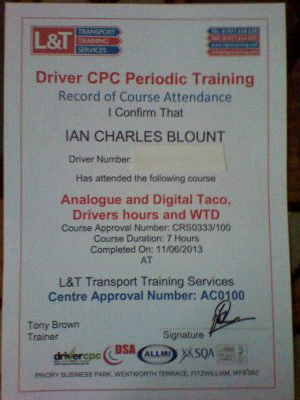 L&T TRANSPORT TRAINING SERVICES
Driver CPC Periodic Training
Record of Course Attendance
I Confirm That
IAN CHARLES BLOUNT
Driver Number:
Has attended the following course
Analogue and Digital Taco,
Drivers hours and WTD
Course Approval Number: CRS0333/100
Course Duration: 7 Hours
Completed On: 11/06/2013
AT
L&T Transport Training Services
Centre Approval Number: AC0100
Tony Brown
Trainer
Signature
drivercpc DSA ALLMI SQA
PRIORY BUSINESS PARK, WENTWORTH TERRACE, FITZWILLIAM, WF9 5BZ